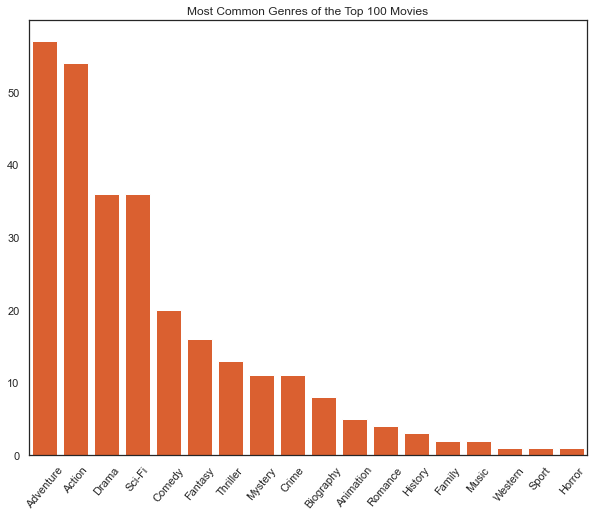 Most Common Genres of the Top 100 Movies
50
40
30
20
10
0
Adventure
Action
Drama
Sci-Fi
Comedy
Fantasy
Thriller
Mystery
Crime
Biography
Animation
Romance
History
Family
Music
Western
Sport
Horror